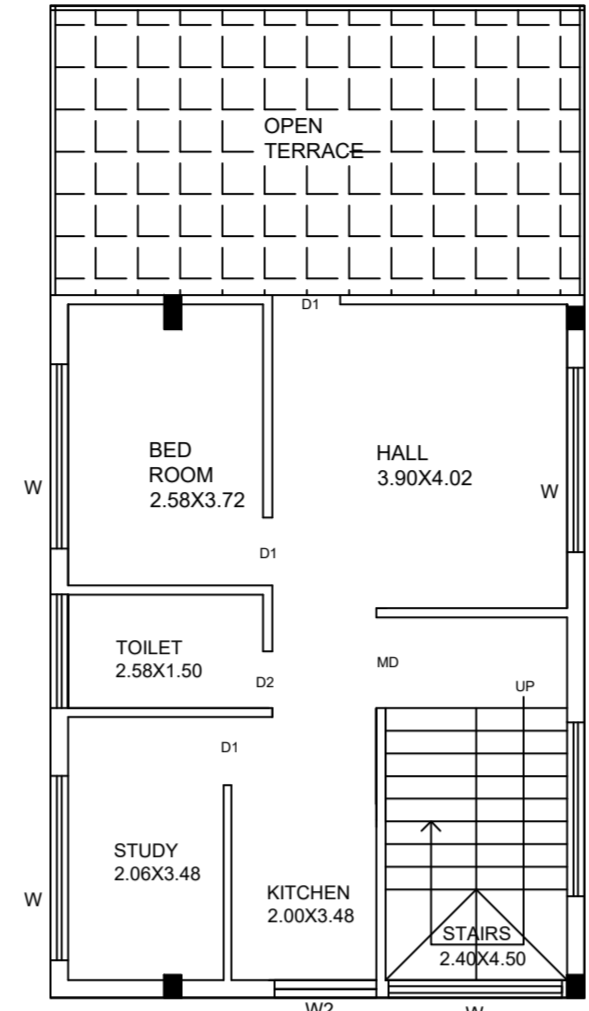 OPEN
TERRACE
D1
BED
ROOM
2.58X3.72
HALL
3.90X4.02
W
W
D1
TOILET
2.58X1.50
D2
MD
UP
D1
STUDY
2.06X3.48
KITCHEN
2.00X3.48
W
STAIRS
2.40X4.50
W2
W